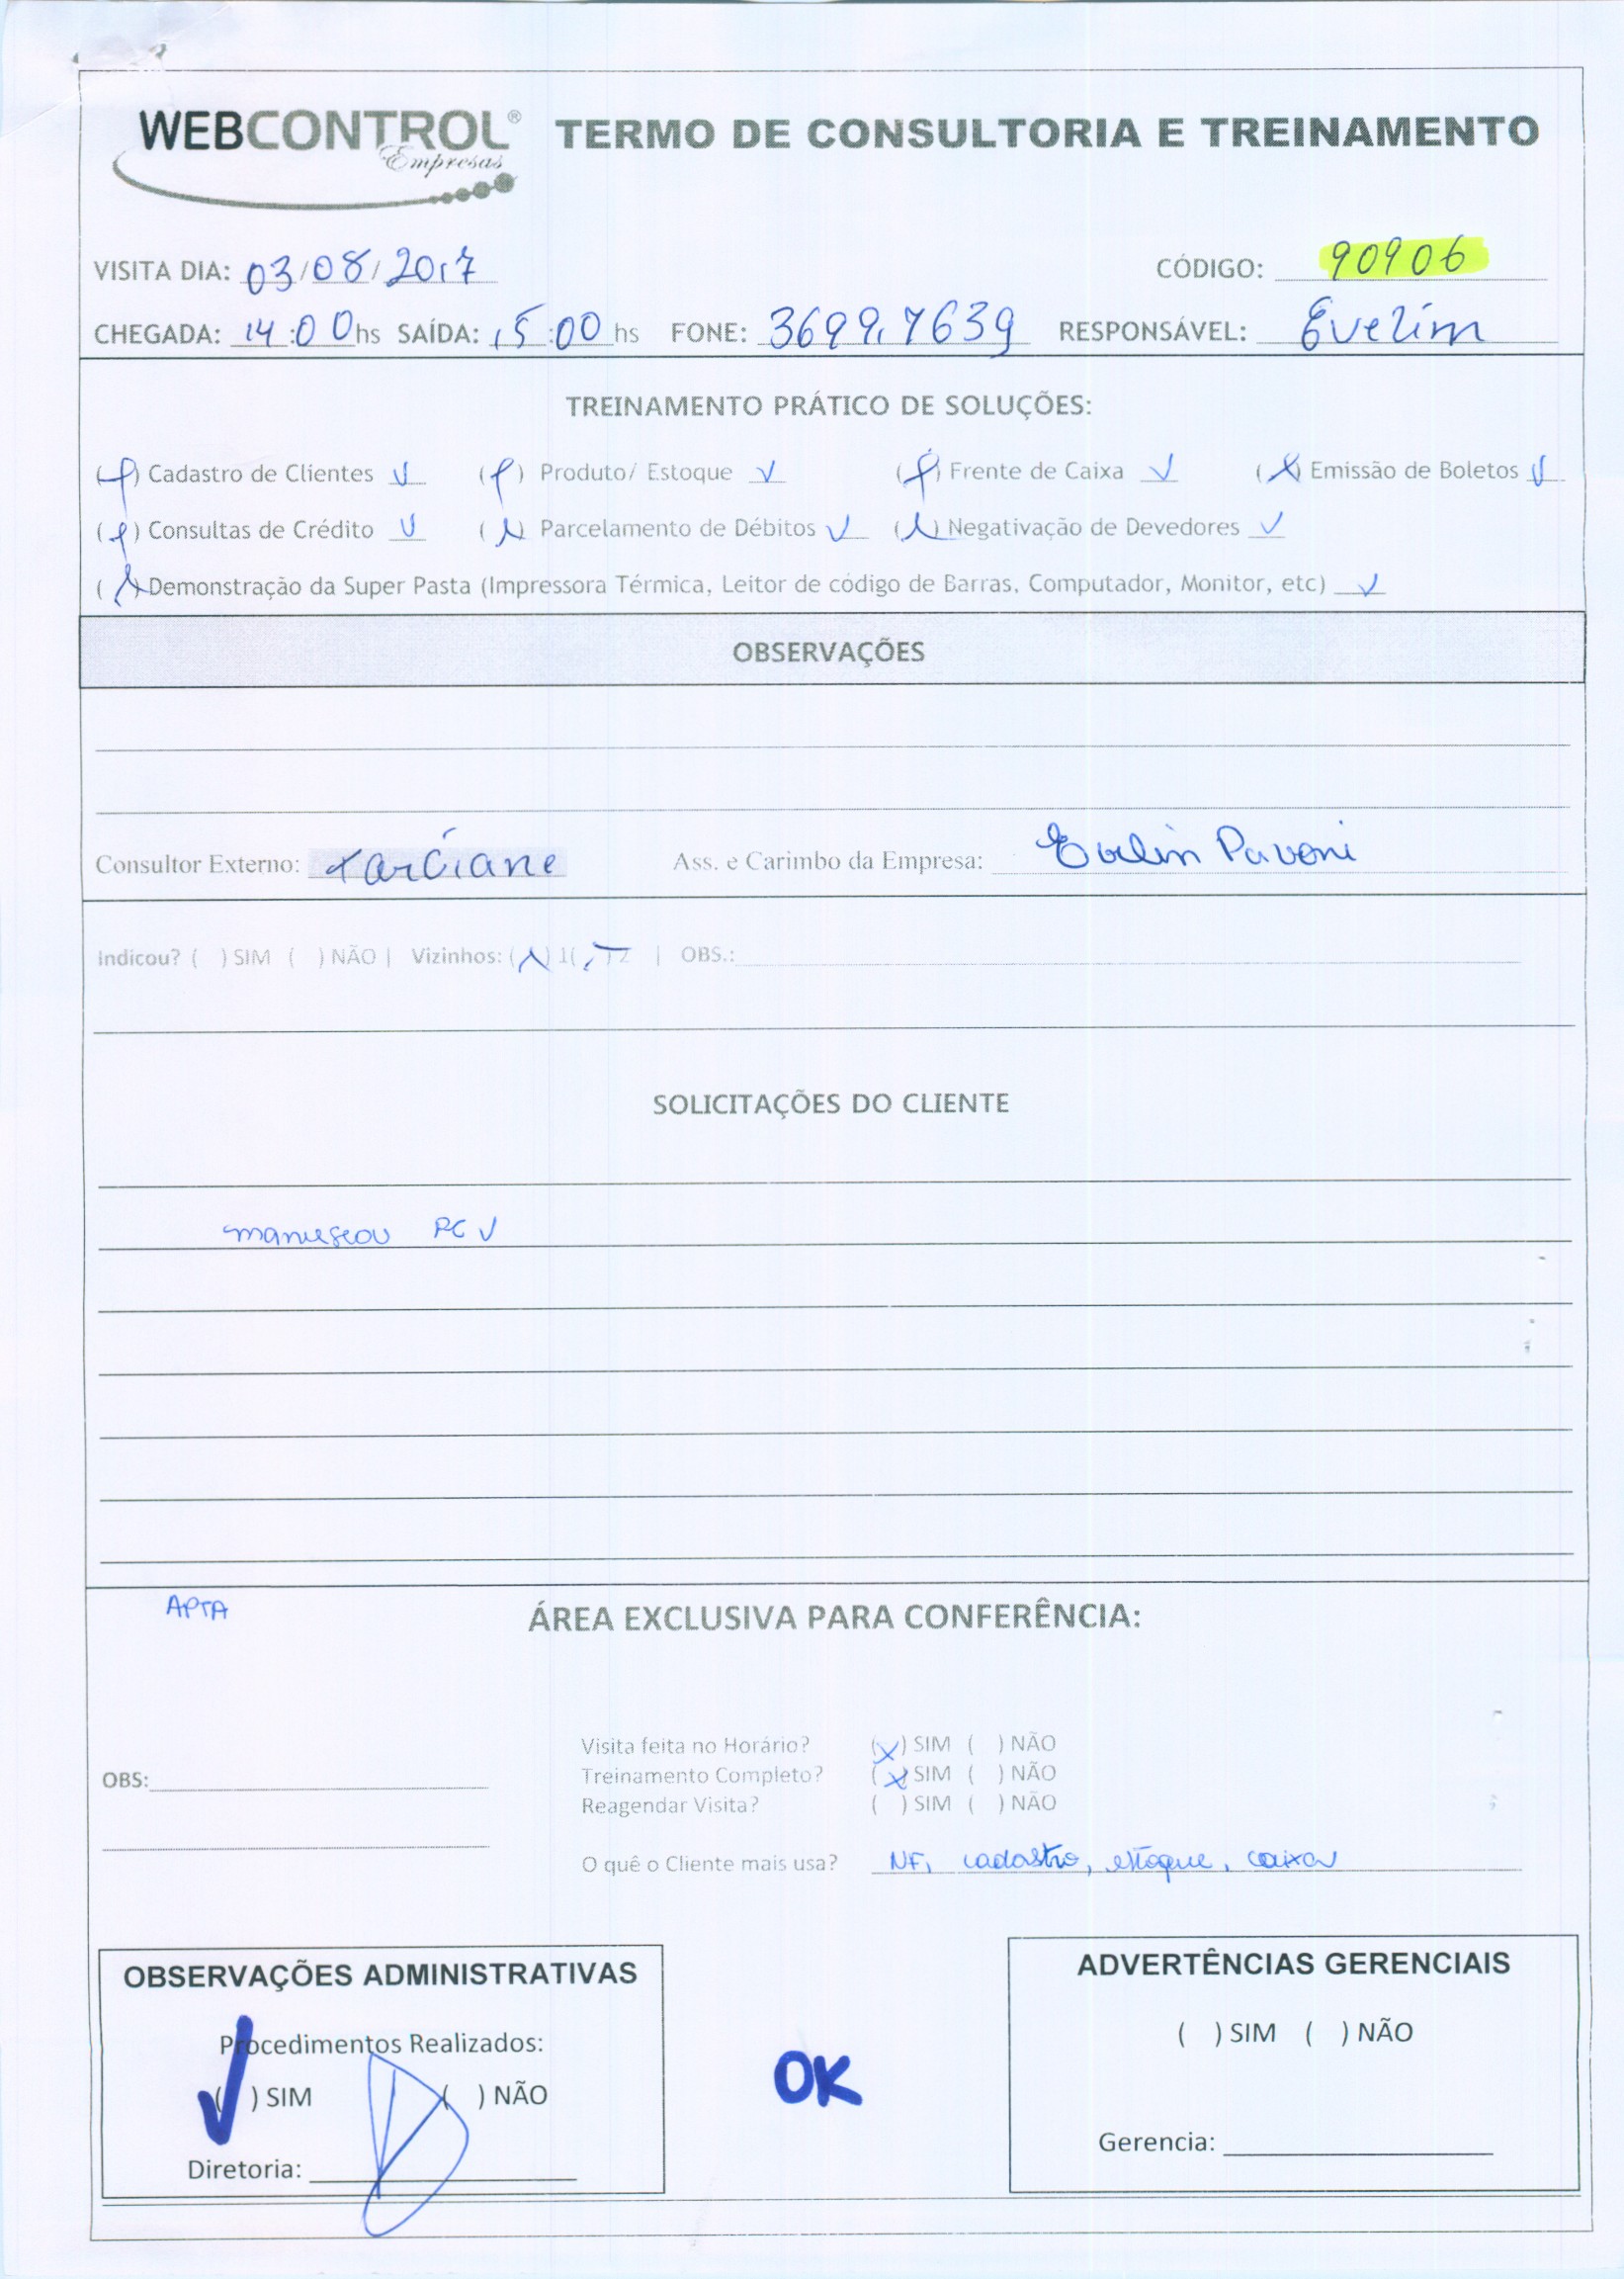 WEBCONTROL® TERMO DE CONSULTORIA E TREINAMENTO
Empresas
VISITA DIA: 03/08/2017 CÓDIGO: 90906
CHEGADA: 14:00 hs SAÍDA: 15:00 hs FONE: 3699.7639 RESPONSÁVEL: Evelim
TREINAMENTO PRÁTICO DE SOLUÇÕES:
( ) Cadastro de Clientes ( ) Produto/ Estoque ( ) Frente de Caixa (X) Emissão de Boletos
( ) Consultas de Crédito ( ) Parcelamento de Débitos ( ) Negativação de Devedores
( ) Demonstração da Super Pasta (Impressora Térmica, Leitor de código de Barras, Computador, Monitor, etc)
OBSERVAÇÕES
Consultor Externo: Tarciane Ass. e Carimbo da Empresa: Evelin Pavoni
Indicou? ( ) SIM ( ) NÃO | Vizinhos: ( ) 1( ) 2 | OBS.:
SOLICITAÇÕES DO CLIENTE
manuseou PC
APTA
ÁREA EXCLUSIVA PARA CONFERÊNCIA:
Visita feita no Horário? (X) SIM ( ) NÃO
Treinamento Completo? (X) SIM ( ) NÃO
OBS:
Reagendar Visita? ( ) SIM ( ) NÃO
O quê o Cliente mais usa? NF, cadastro, estoque, caixa
OBSERVAÇÕES ADMINISTRATIVAS
Procedimentos Realizados:
( ) SIM ( ) NÃO
Diretoria:
OK
ADVERTÊNCIAS GERENCIAIS
( ) SIM ( ) NÃO
Gerencia: